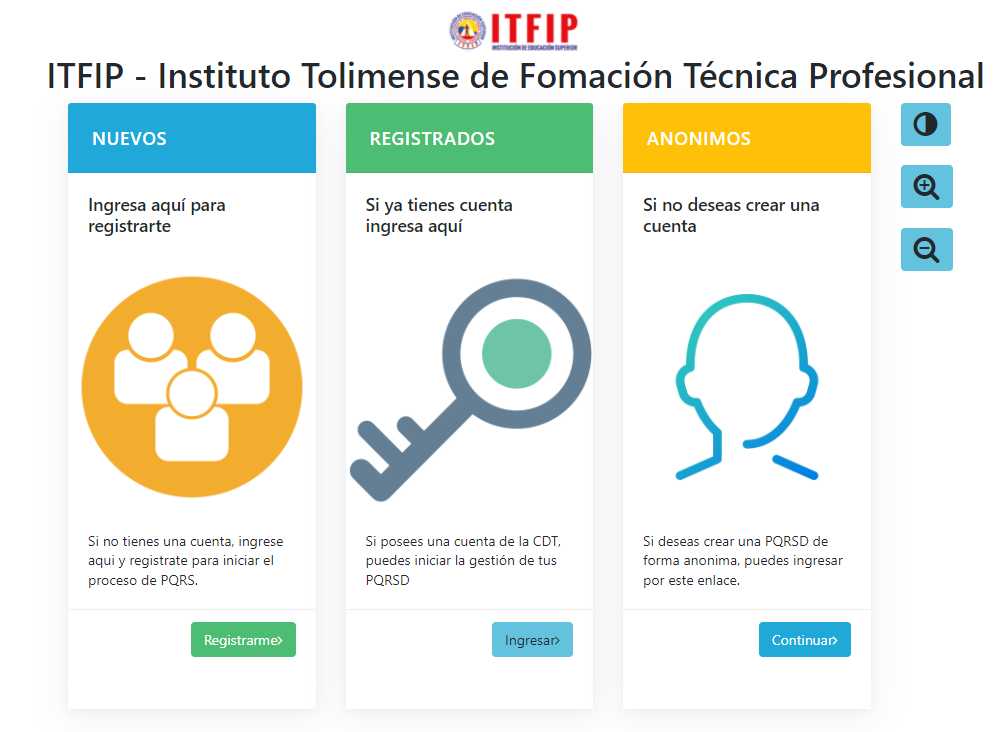 ITFIP
INSTITUCIÓN DE EDUCACIÓN SUPERIOR
ITFIP - Instituto Tolimense de Fomación Técnica Profesional
NUEVOS
Ingresa aquí para
registrarte
Si no tienes una cuenta, ingrese
aqui y registrate para iniciar el
proceso de PQRS.
Registrarme›
REGISTRADOS
Si ya tienes cuenta
ingresa aquí
Si posees una cuenta de la CDT,
puedes iniciar la gestión de tus
PQRSD
Ingresar›
ANONIMOS
Si no deseas crear una
cuenta
Si deseas crear una PQRSD de
forma anonima, puedes ingresar
por este enlace.
Continuar›